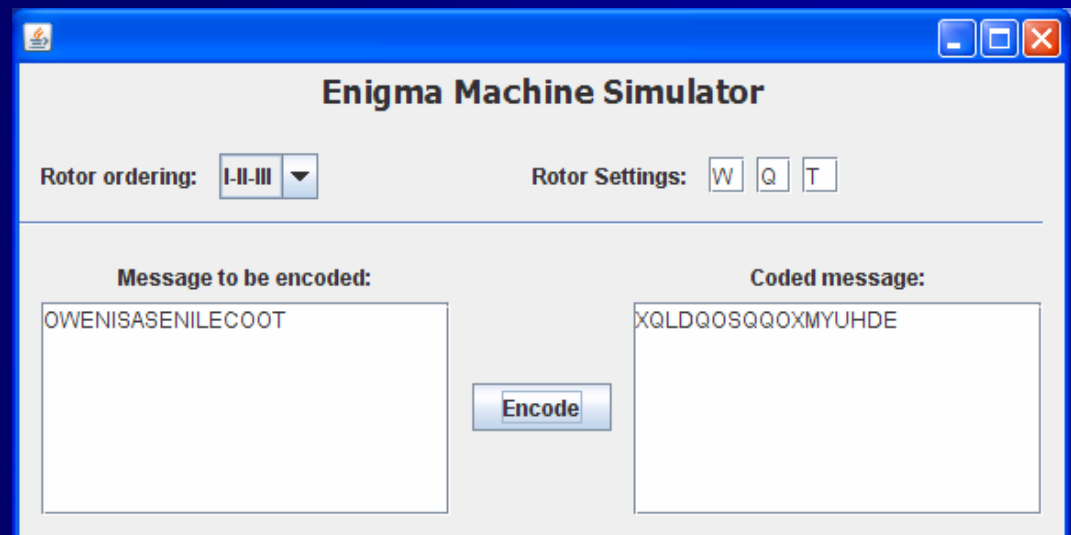 Enigma Machine Simulator
Rotor ordering: I-II-III Rotor Settings: W Q T
Message to be encoded: Coded message:
OWENISASENILECOOT XQLDQOSQQOXMYUHDE
Encode